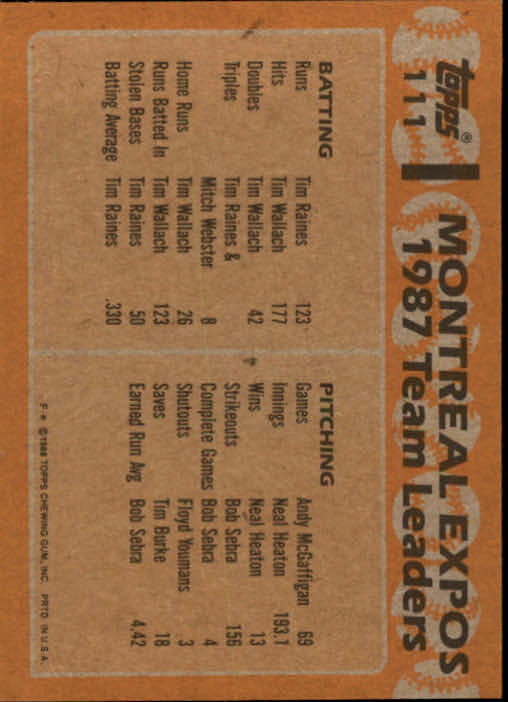 topps®
111
MONTREAL EXPOS
1987 Team Leaders
BATTING
Runs Tim Raines 123
Hits Tim Wallach 177
Doubles Tim Wallach 42
Triples Tim Raines &
Mitch Webster 8
Home Runs Tim Wallach 26
Runs Batted In Tim Wallach 123
Stolen Bases Tim Raines 50
Batting Average Tim Raines .330
PITCHING
Games Andy McGaffigan 69
Innings Neal Heaton 193.1
Wins Neal Heaton 13
Strikeouts Bob Sebra 156
Complete Games Bob Sebra 4
Shutouts Floyd Youmans 3
Saves Tim Burke 18
Earned Run Avg Bob Sebra 4.42
F * ©1988 TOPPS CHEWING GUM, INC. PRTD. IN U.S.A.